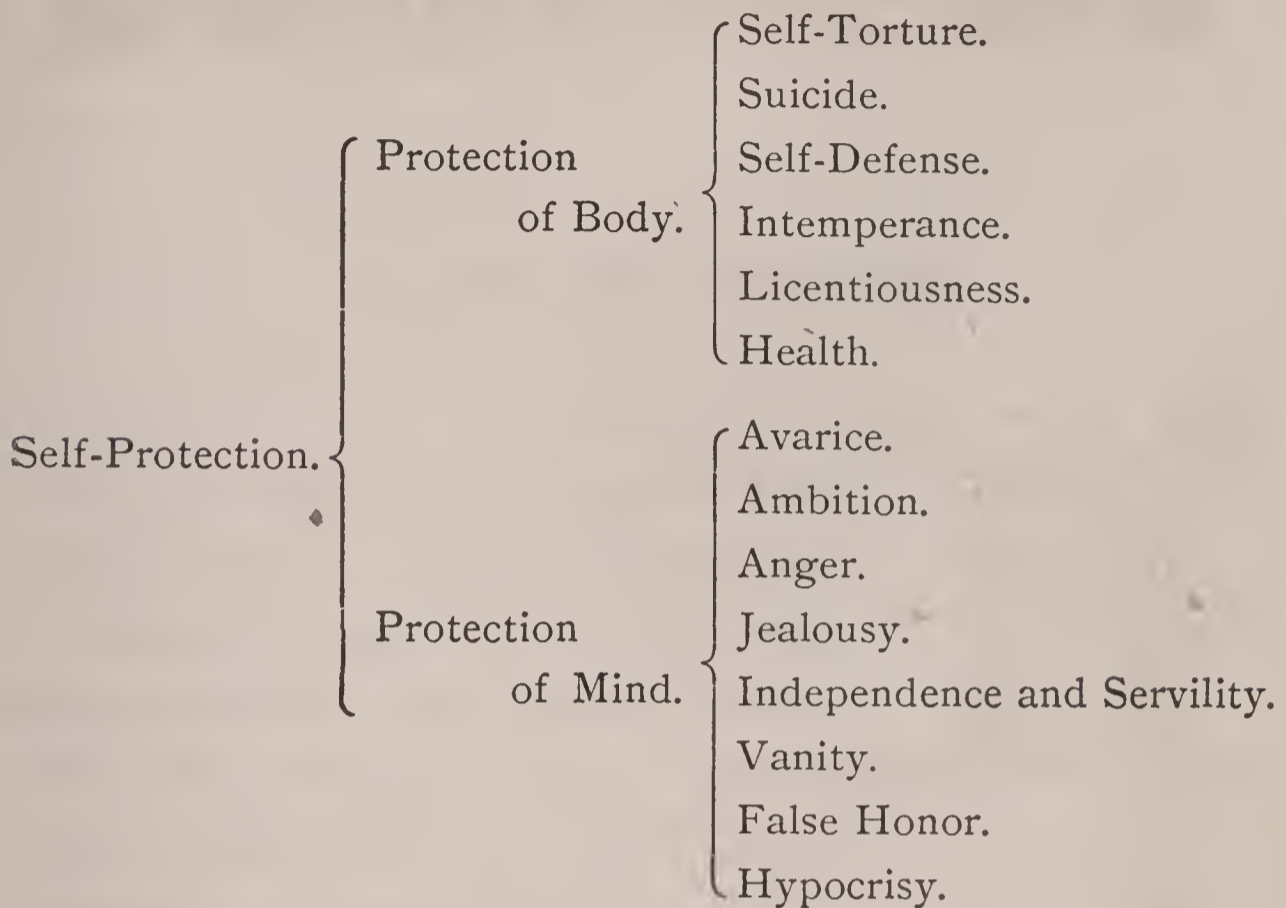 Self-Protection.
Protection
of Body.
Self-Torture.
Suicide.
Self-Defense.
Intemperance.
Licentiousness.
Health.
Protection
of Mind.
Avarice.
Ambition.
Anger.
Jealousy.
Independence and Servility.
Vanity.
False Honor.
Hypocrisy.